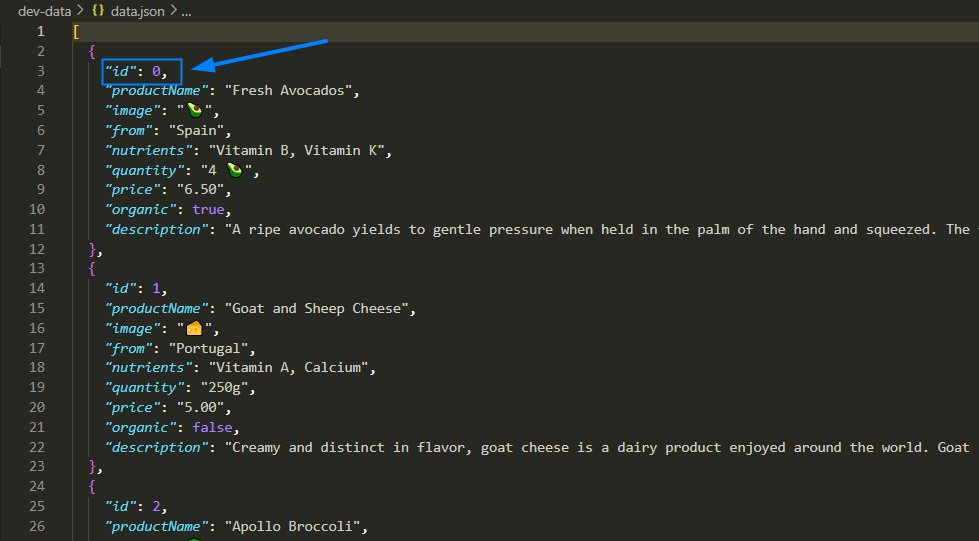 dev-data > {} data.json > ...
1 [
2 {
3 "id": 0,
4 "productName": "Fresh Avocados",
5 "image": "🥑",
6 "from": "Spain",
7 "nutrients": "Vitamin B, Vitamin K",
8 "quantity": "4 🥑",
9 "price": "6.50",
10 "organic": true,
11 "description": "A ripe avocado yields to gentle pressure when held in the palm of the hand and squeezed. The
12 },
13 {
14 "id": 1,
15 "productName": "Goat and Sheep Cheese",
16 "image": "🧀",
17 "from": "Portugal",
18 "nutrients": "Vitamin A, Calcium",
19 "quantity": "250g",
20 "price": "5.00",
21 "organic": false,
22 "description": "Creamy and distinct in flavor, goat cheese is a dairy product enjoyed around the world. Goat
23 },
24 {
25 "id": 2,
26 "productName": "Apollo Broccoli",